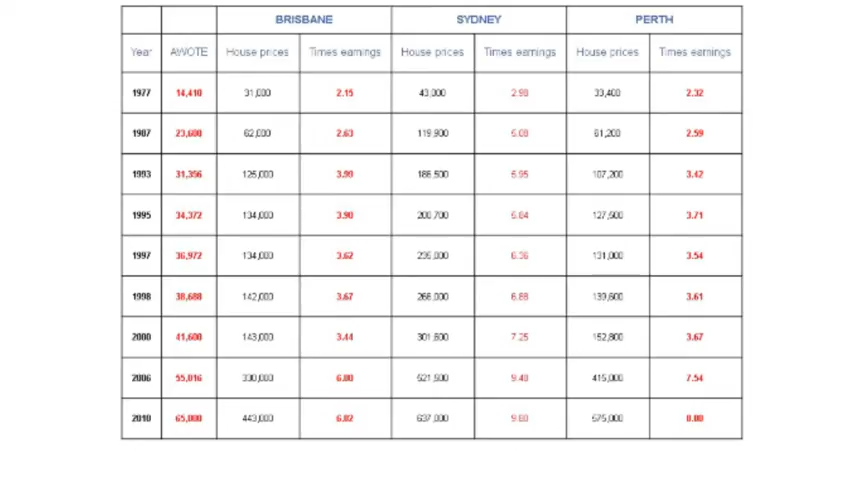 BRISBANE SYDNEY PERTH
Year AWOTE House prices Times earnings House prices Times earnings House prices Times earnings
1977 14,410 31,000 2.15 43,000 2.98 33,400 2.32
1987 23,600 62,000 2.63 119,900 5.08 61,200 2.59
1993 31,356 125,000 3.99 186,500 5.95 107,200 3.42
1995 34,372 134,000 3.90 200,700 5.84 127,500 3.71
1997 36,972 134,000 3.62 235,000 6.36 131,000 3.54
1998 38,688 142,000 3.67 266,000 6.88 139,600 3.61
2000 41,600 143,000 3.44 301,600 7.25 152,800 3.67
2006 55,016 330,000 6.00 521,500 415,000 7.54
2010 65,000 443,000 6.82 637,000 9.80 575,000